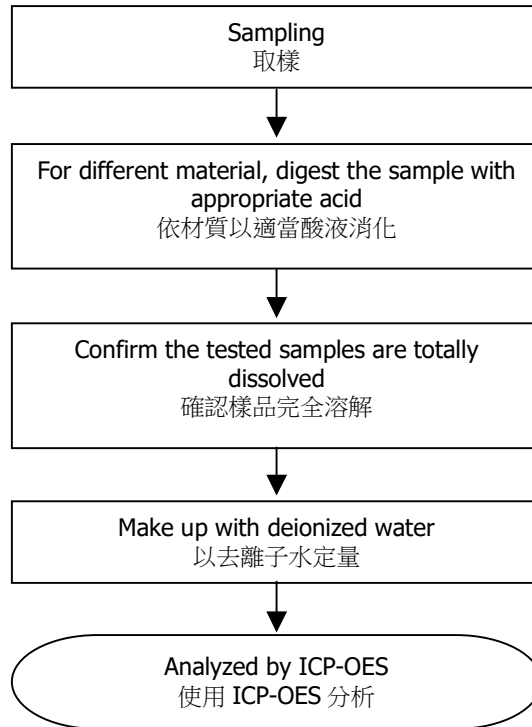 Sampling
取樣
For different material, digest the sample with
appropriate acid
依材質以適當酸液消化
Confirm the tested samples are totally
dissolved
確認樣品完全溶解
Make up with deionized water
以去離子水定量
Analyzed by ICP-OES
使用 ICP-OES 分析